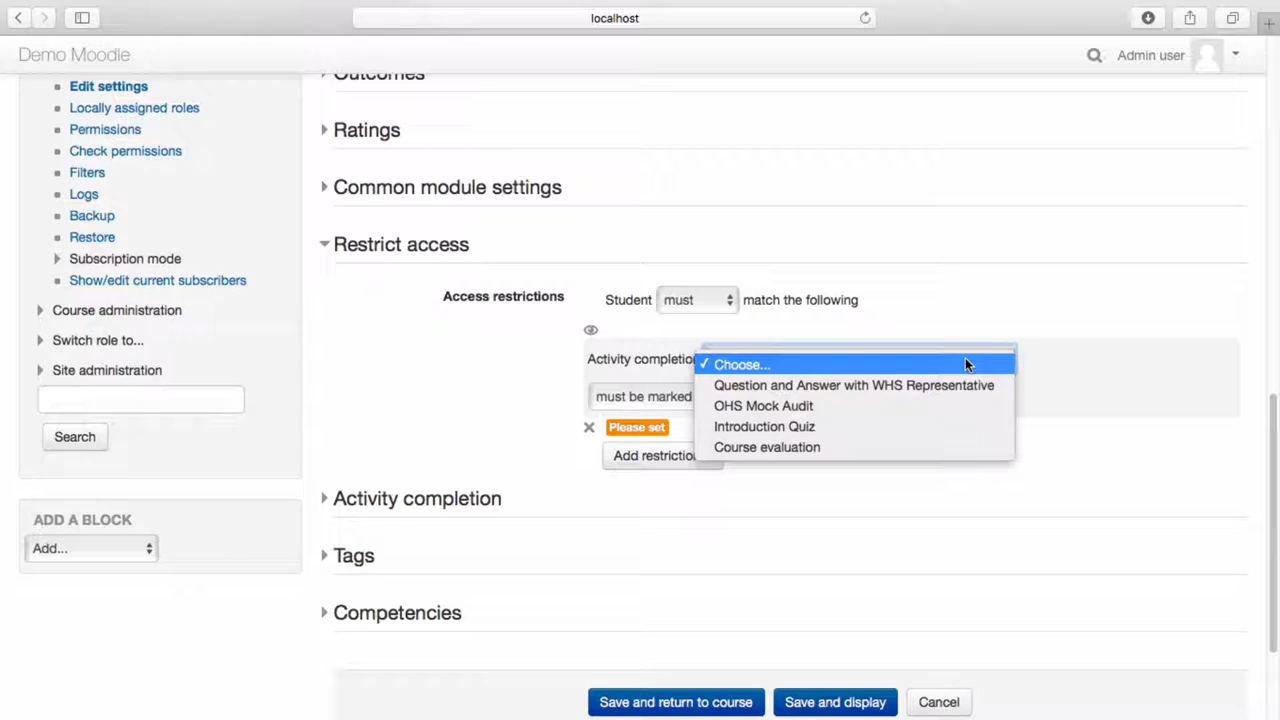 localhost
Demo Moodle
Admin user
Edit settings
Locally assigned roles
Permissions
Check permissions
Filters
Logs
Backup
Restore
Subscription mode
Show/edit current subscribers
Course administration
Switch role to...
Site administration
Search
ADD A BLOCK
Add...
Outcomes
Ratings
Common module settings
Restrict access
Access restrictions
Student must match the following
Activity completion
✓ Choose...
Question and Answer with WHS Representative
OHS Mock Audit
Introduction Quiz
Course evaluation
must be marked
Please set
Add restriction
Activity completion
Tags
Competencies
Save and return to course
Save and display
Cancel